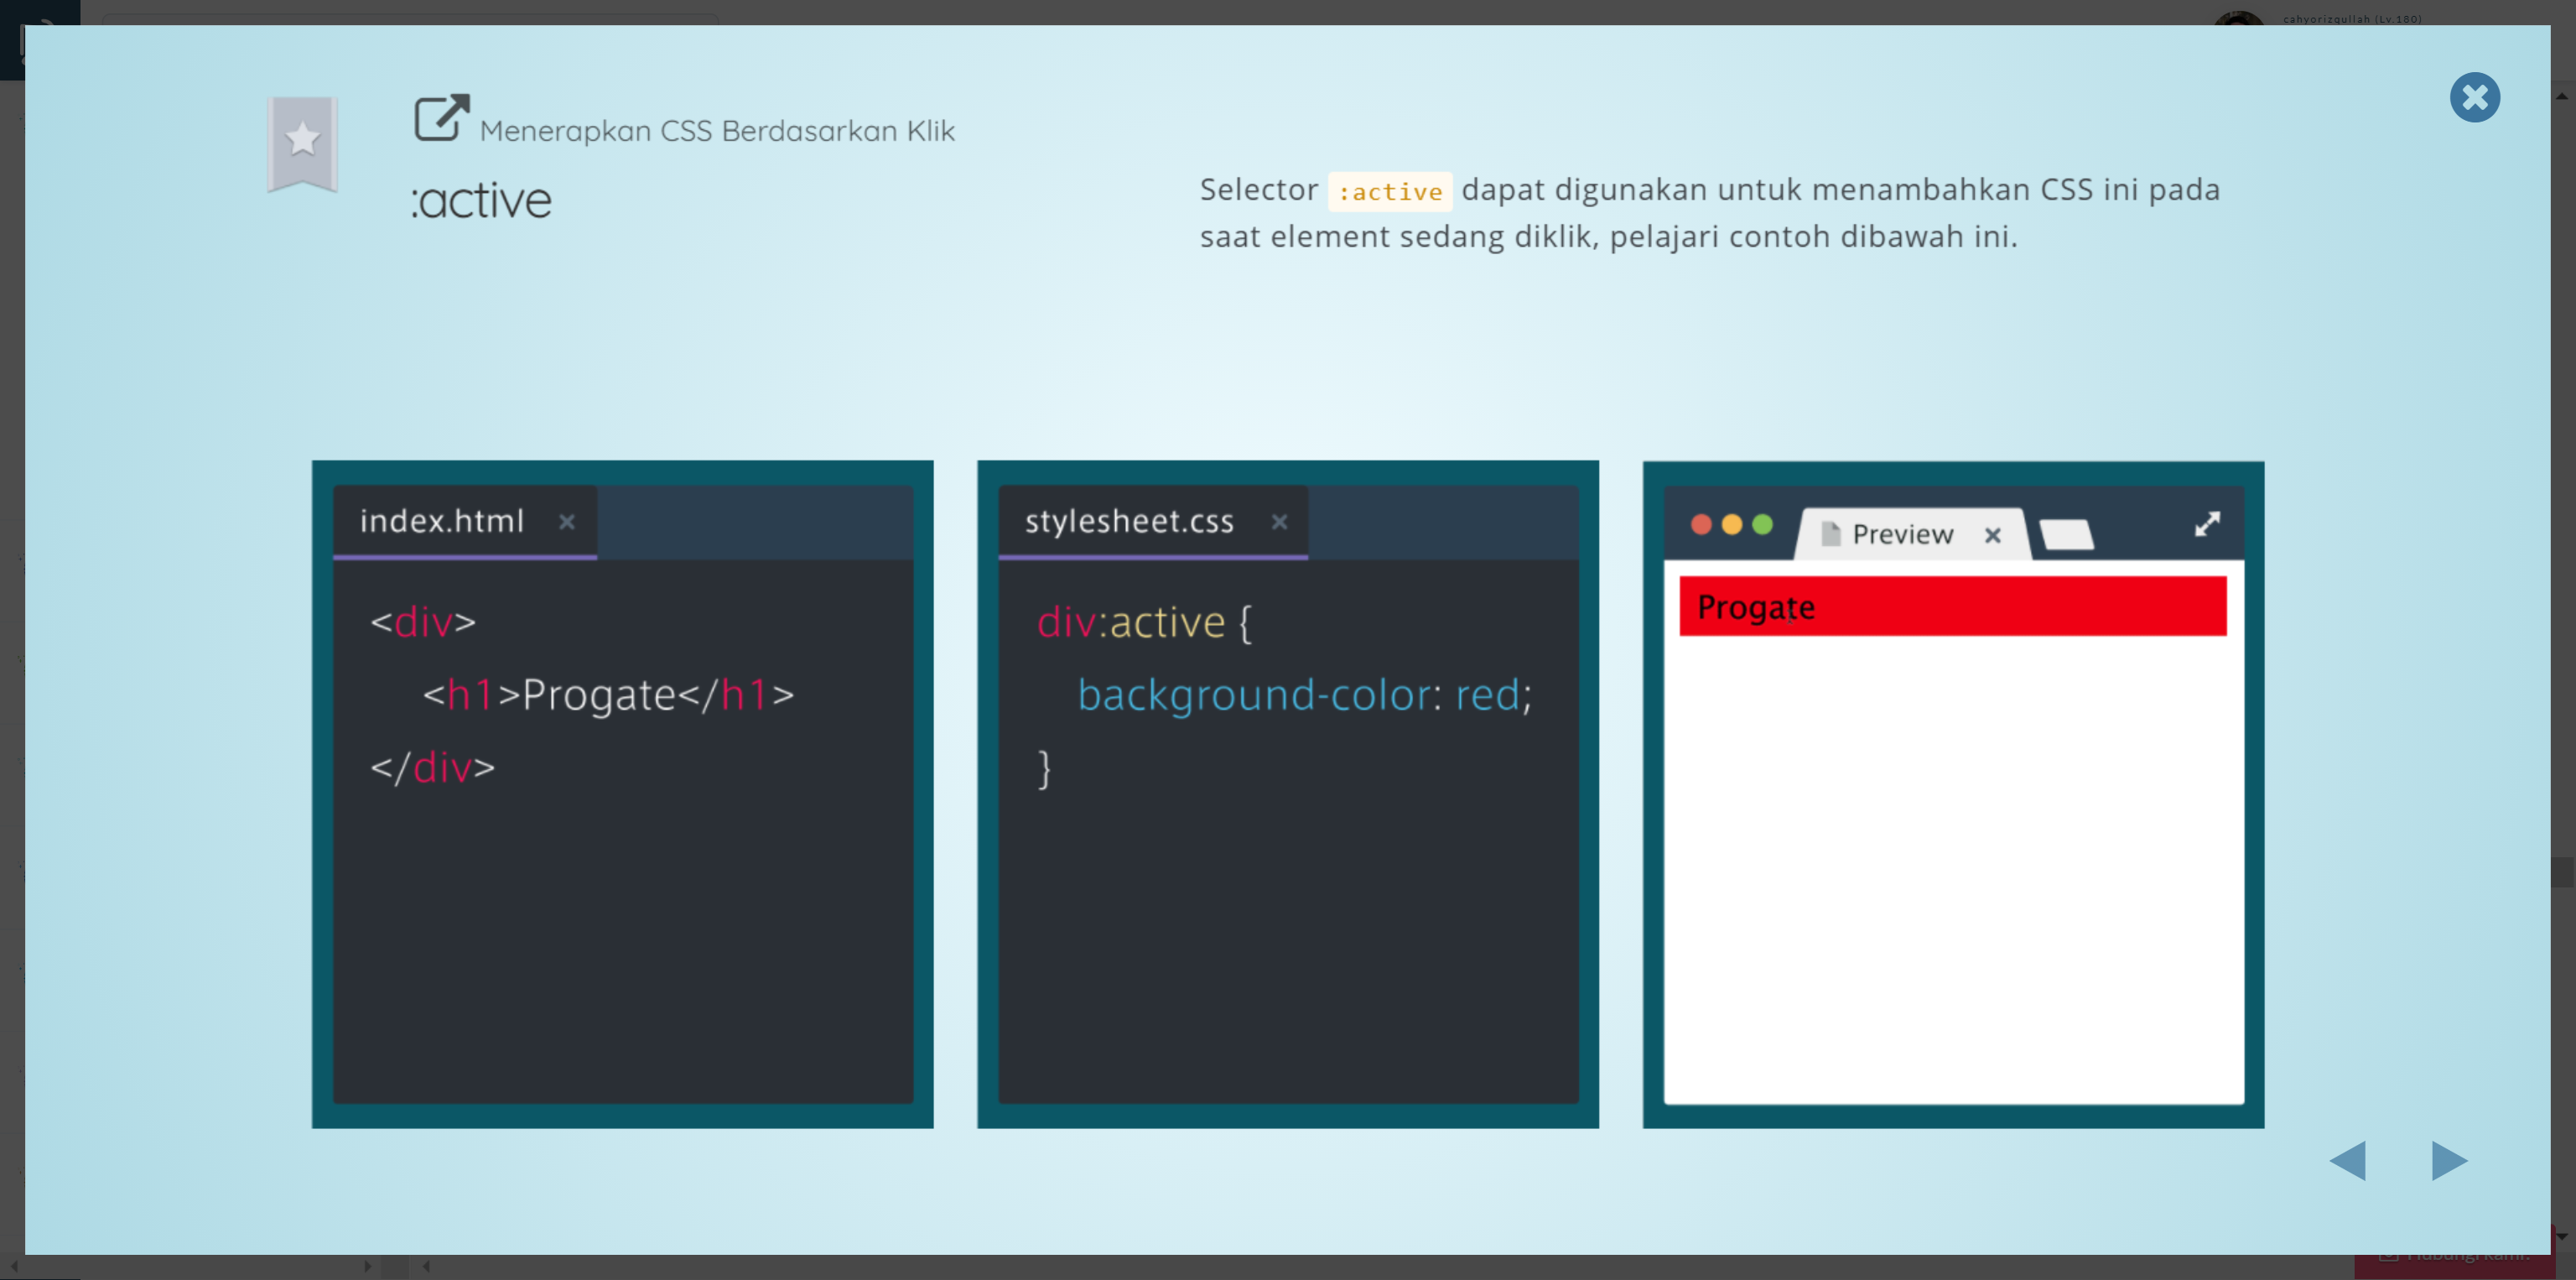 cahyorizqullah (Lv.180)
Menerapkan CSS Berdasarkan Klik
:active
Selector :active dapat digunakan untuk menambahkan CSS ini pada
saat element sedang diklik, pelajari contoh dibawah ini.
index.html
<div>
<h1>Progate</h1>
</div>
stylesheet.css
div:active {
background-color: red;
}
Preview
Progate